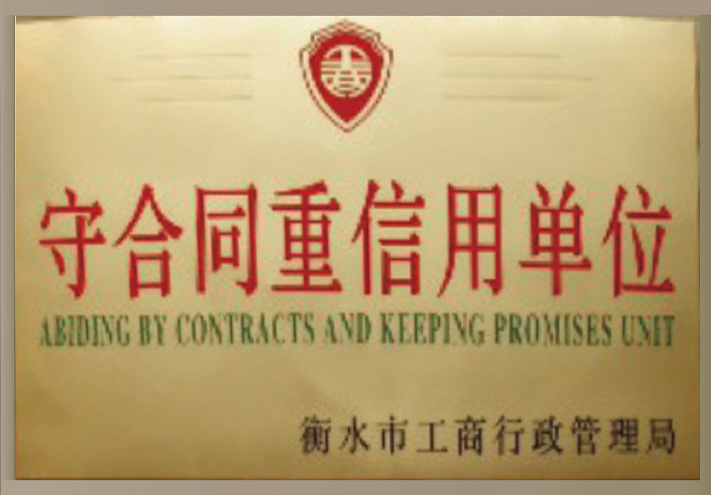 守合同重信用单位
ABIDING BY CONTRACTS AND KEEPING PROMISES UNIT
衡水市工商行政管理局